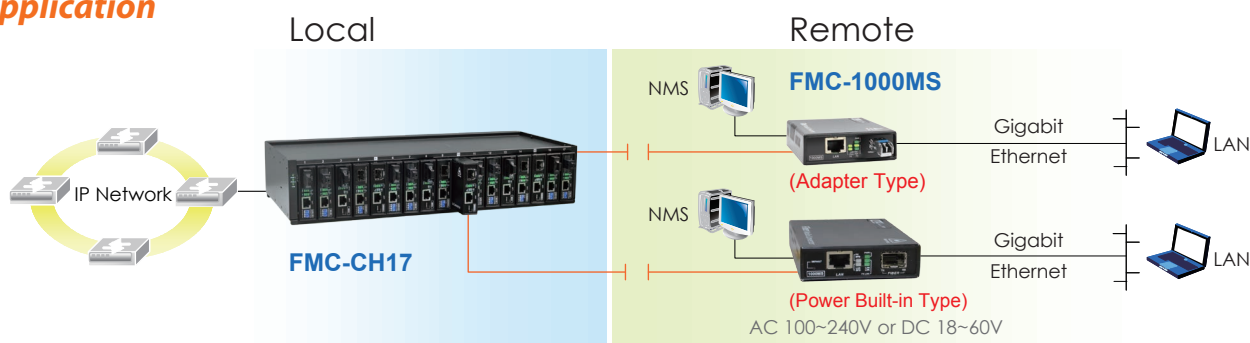 pplication
Local
Remote
NMS
FMC-1000MS
Gigabit
Ethernet
LAN
(Adapter Type)
IP Network
FMC-CH17
NMS
Gigabit
Ethernet
LAN
(Power Built-in Type)
AC 100~240V or DC 18~60V